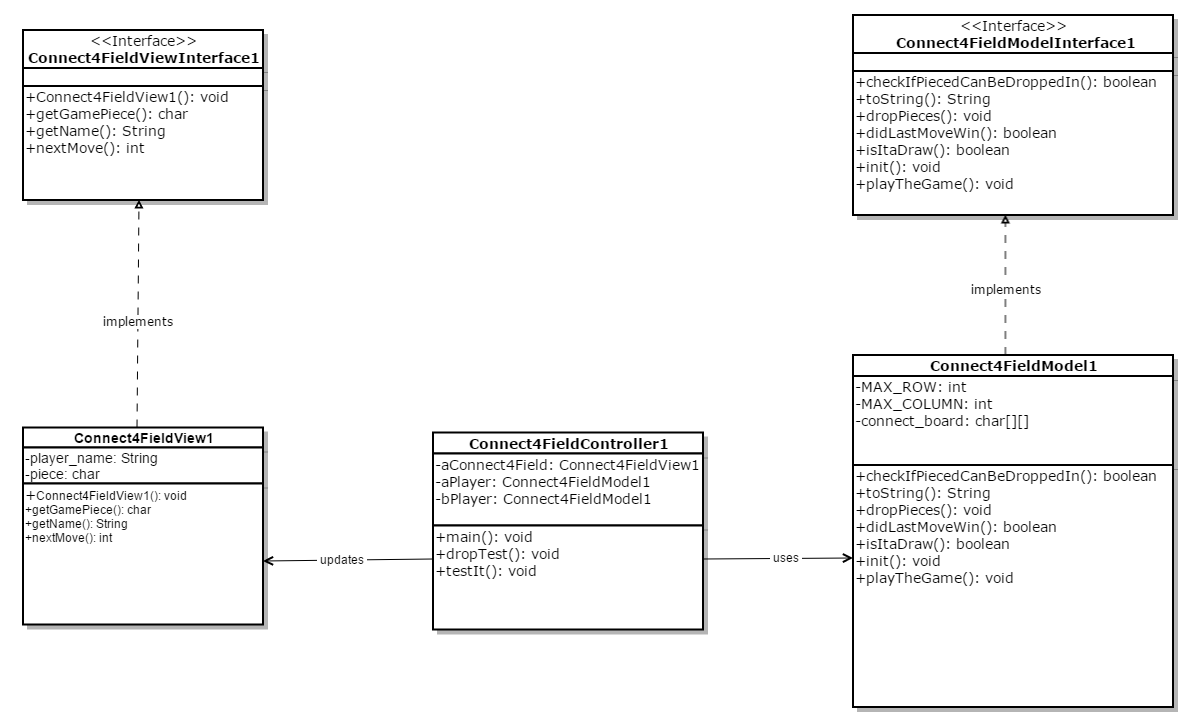 <<Interface>>
Connect4FieldViewInterface1
+Connect4FieldView1(): void
+getGamePiece(): char
+getName(): String
+nextMove(): int
<<Interface>>
Connect4FieldModelInterface1
+checkIfPiecedCanBeDroppedIn(): boolean
+toString(): String
+dropPieces(): void
+didLastMoveWin(): boolean
+isItaDraw(): boolean
+init(): void
+playTheGame(): void
implements
implements
Connect4FieldView1
-player_name: String
-piece: char
+Connect4FieldView1(): void
+getGamePiece(): char
+getName(): String
+nextMove(): int
updates
Connect4FieldController1
-aConnect4Field: Connect4FieldView1
-aPlayer: Connect4FieldModel1
-bPlayer: Connect4FieldModel1
+main(): void
+dropTest(): void
+testIt(): void
uses
Connect4FieldModel1
-MAX_ROW: int
-MAX_COLUMN: int
-connect_board: char[][]
+checkIfPiecedCanBeDroppedIn(): boolean
+toString(): String
+dropPieces(): void
+didLastMoveWin(): boolean
+isItaDraw(): boolean
+init(): void
+playTheGame(): void